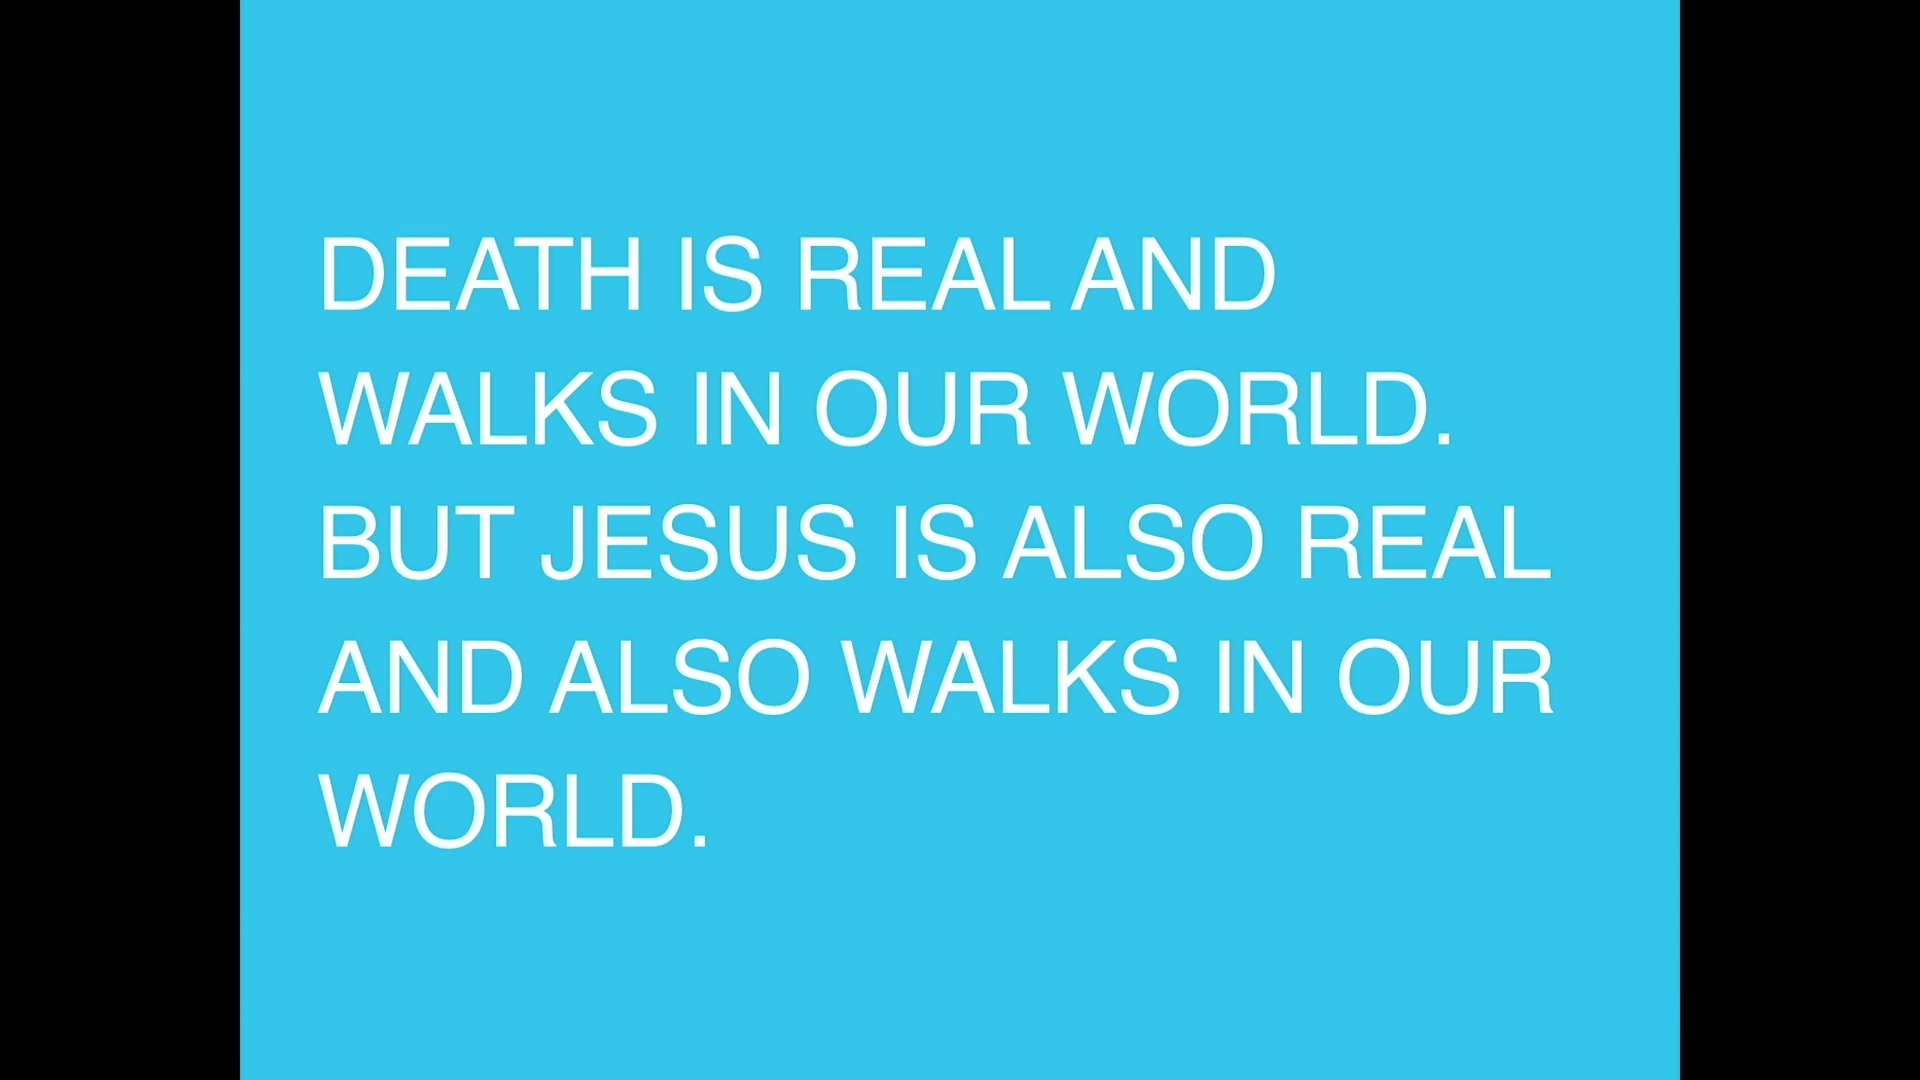 DEATH IS REAL AND
WALKS IN OUR WORLD.
BUT JESUS IS ALSO REAL
AND ALSO WALKS IN OUR
WORLD.